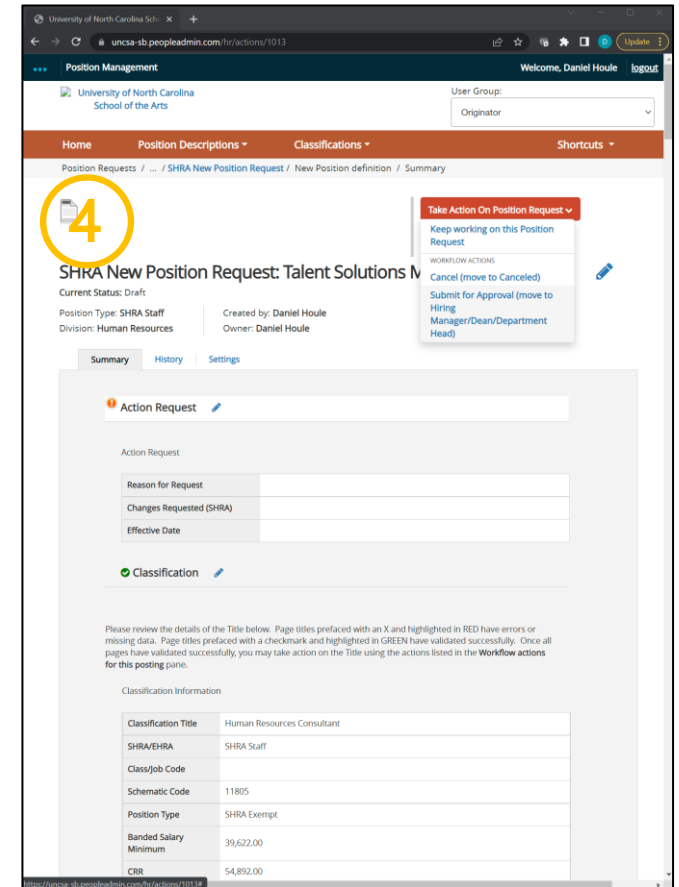 University of North Carolina Sch
uncsa-sb.peopleadmin.com/hr/actions/1013
D
Update
Position Management
Welcome, Daniel Houle
logout
University of North Carolina
School of the Arts
User Group:
Originator
Home
Position Descriptions
Classifications
Shortcuts
Position Requests / ... / SHRA New Position Request / New Position definition / Summary
4
Take Action On Position Request
Keep working on this Position
Request
WORKFLOW ACTIONS
Cancel (move to Canceled)
Submit for Approval (move to
Hiring
Manager/Dean/Department
Head)
SHRA New Position Request: Talent Solutions M
Current Status: Draft
Position Type: SHRA Staff
Created by: Daniel Houle
Division: Human Resources
Owner: Daniel Houle
Summary
History
Settings
Action Request
Action Request
Reason for Request
Changes Requested (SHRA)
Effective Date
Classification
Please review the details of the Title below. Page titles prefaced with an X and highlighted in RED have errors or
missing data. Page titles prefaced with a checkmark and highlighted in GREEN have validated successfully. Once all
pages have validated successfully, you may take action on the Title using the actions listed in the Workflow actions
for this posting pane.
Classification Information
Classification Title Human Resources Consultant
SHRA/EHRA SHRA Staff
Class/Job Code
Schematic Code 11805
Position Type SHRA Exempt
Banded Salary
Minimum 39,622.00
CRR 54,892.00
https://uncsa-sb.peopleadmin.com/hr/actions/1013#